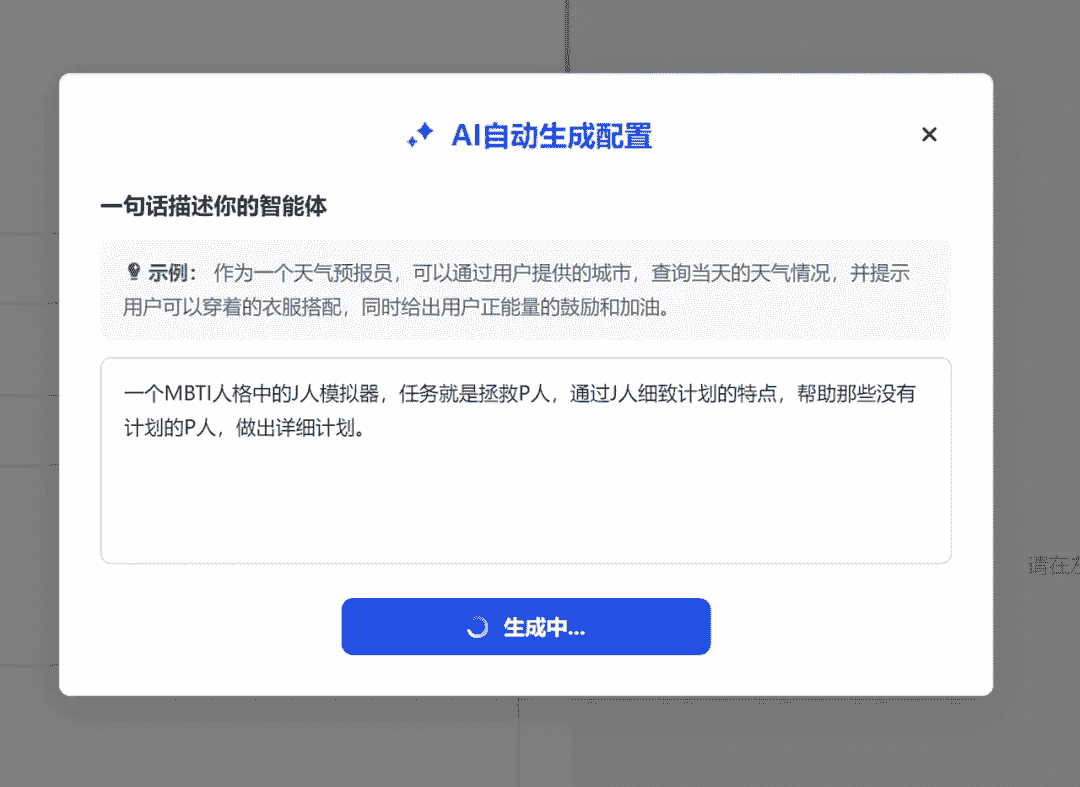 AI自动生成配置
一句话描述你的智能体
示例： 作为一个天气预报员，可以通过用户提供的城市，查询当天的天气情况，并提示
用户可以穿着的衣服搭配，同时给出用户正能量的鼓励和加油。
一个MBTI人格中的J人模拟器，任务就是拯救P人，通过J人细致计划的特点，帮助那些没有
计划的P人，做出详细计划。
请在
生成中...